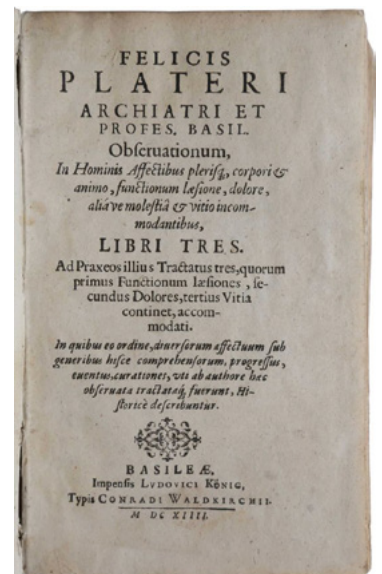 FELICIS
PLATERI
ARCHIATRI ET
PROFES. BASIL.
Obſeruationum,
In Hominis Affectibus pleriſq́, corpori &
animo, functionum læſione, dolore,
aliáve moleſtiâ & vitio incom-
modantibus,
LIBRI TRES.
Ad Praxeos illius Tractatus tres, quorum
primus Functionum læſiones, ſe-
cundus Dolores, tertius Vitia
continet, accom-
modati.
In quibus eo ordine, diuerſorum affectuum ſub
generibus hiſce comprehenſorum, progreſſus,
euentus, curationes, vti ab authore hæc
obſeruata tractataq́, fuerunt, Hi-
ſtoricè deſcribuntur.
BASILEÆ,
Impenſis LVDOVICI KÖNIG,
Typis CONRADI WALDKIRCHII.
M DC XIIII.